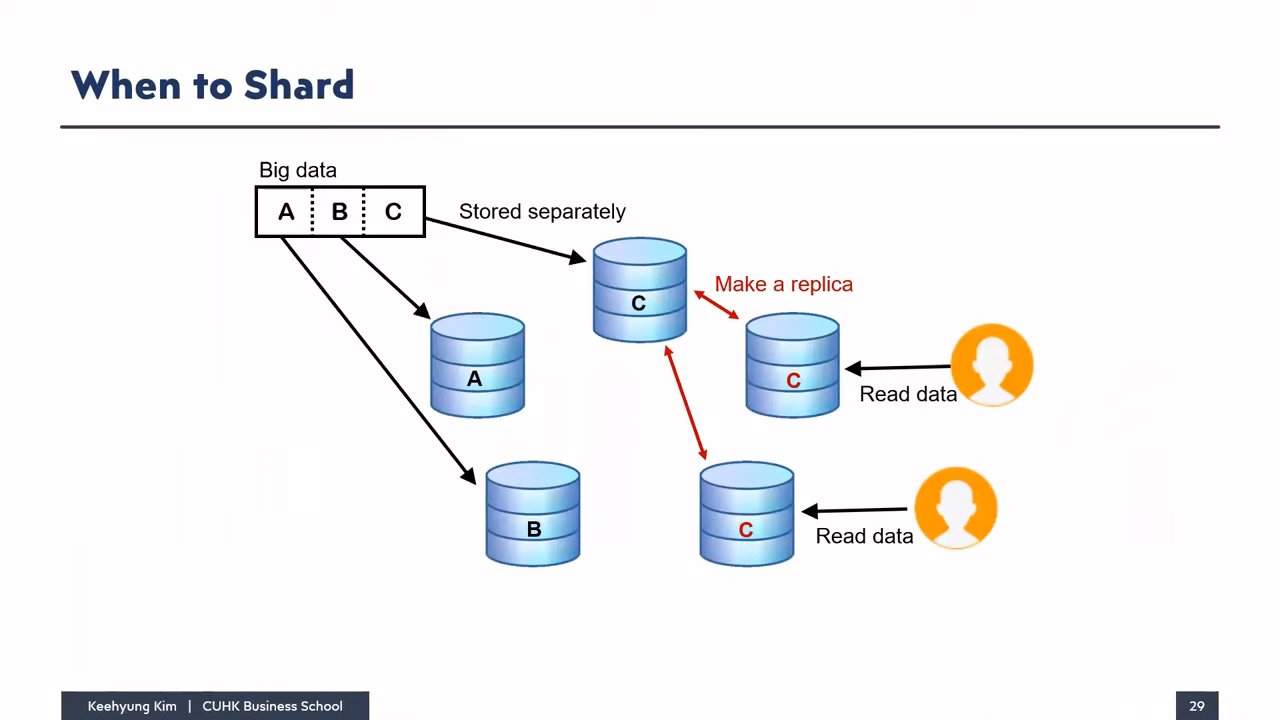 When to Shard
Big data
A B C
Stored separately
C
Make a replica
A
C
Read data
B
C
Read data
Keehyung Kim | CUHK Business School
29